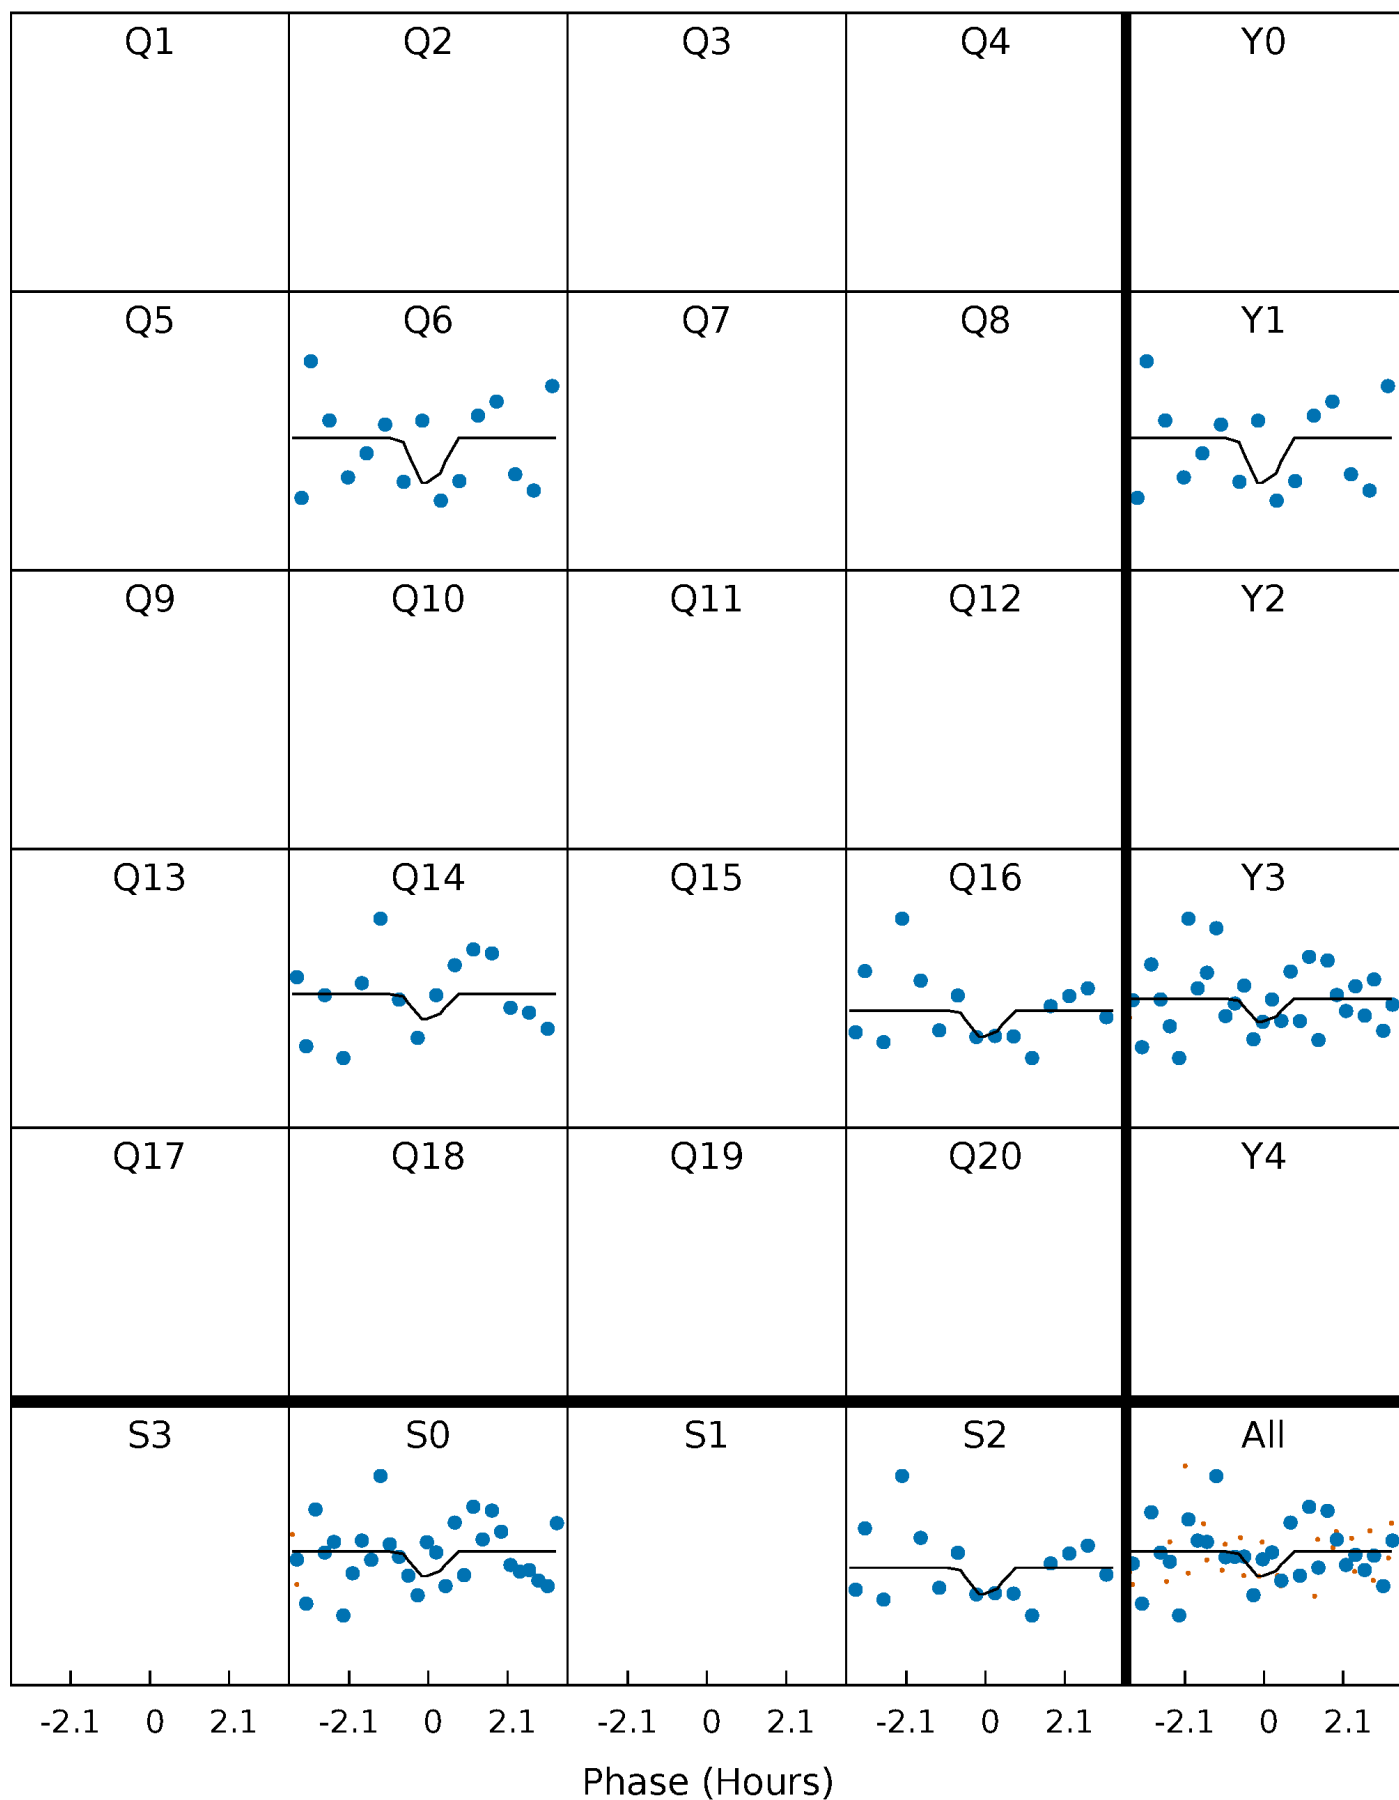 Q1 Q2 Q3 Q4 Y0
Q5 Q6 Q7 Q8 Y1
Q9 Q10 Q11 Q12 Y2
Q13 Q14 Q15 Q16 Y3
Q17 Q18 Q19 Q20 Y4
S3 S0 S1 S2 All
-2.1 0 2.1 -2.1 0 2.1 -2.1 0 2.1 -2.1 0 2.1 -2.1 0 2.1
Phase (Hours)